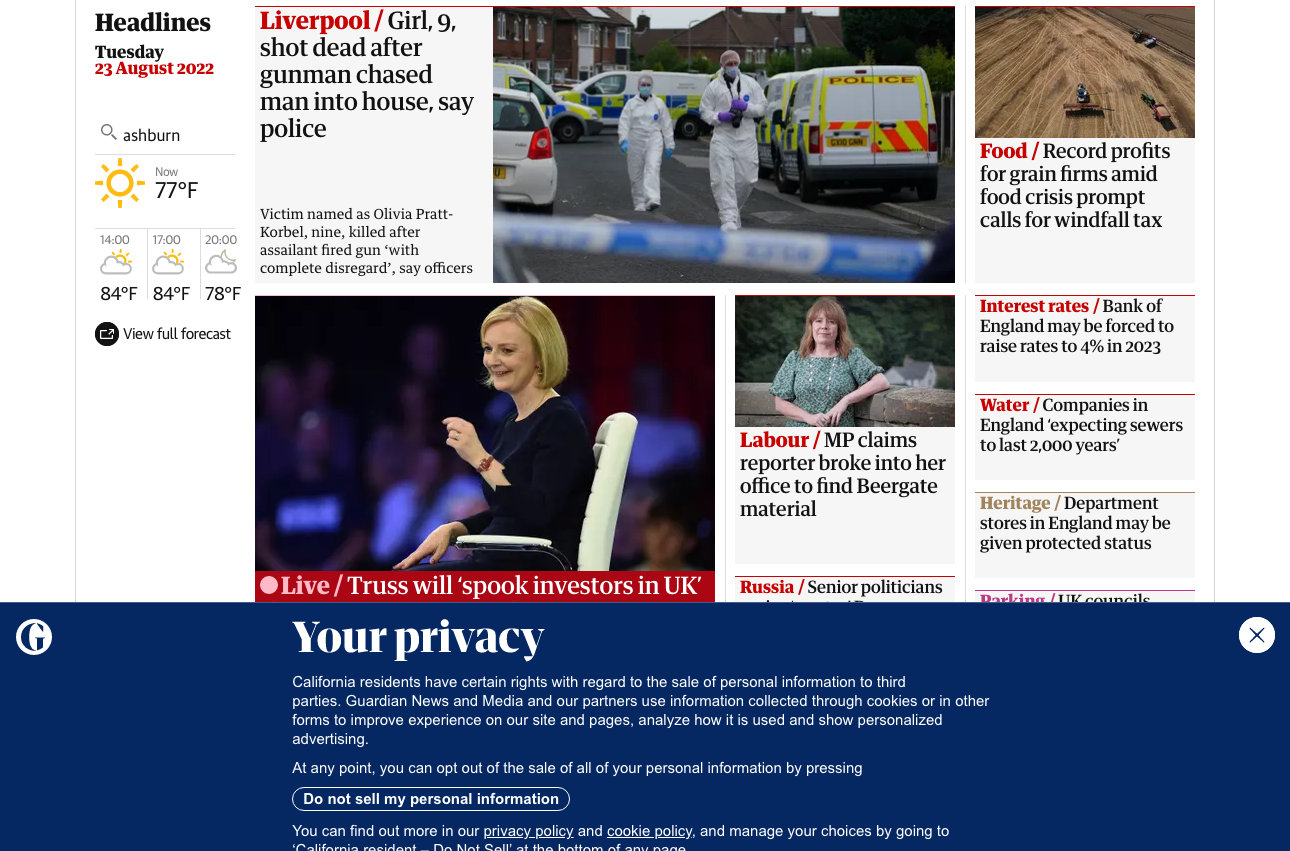 Headlines
Tuesday
23 August 2022
ashburn
Now
77°F
14:00
17:00
20:00
84°F
84°F
78°F
View full forecast
Liverpool / Girl, 9,
shot dead after
gunman chased
man into house, say
police
Victim named as Olivia Pratt-
Korbel, nine, killed after
assailant fired gun ‘with
complete disregard’, say officers
POLICE
Food / Record profits
for grain firms amid
food crisis prompt
calls for windfall tax
Live / Truss will ‘spook investors in UK’
Labour / MP claims
reporter broke into her
office to find Beergate
material
Russia / Senior politicians
Interest rates / Bank of
England may be forced to
raise rates to 4% in 2023
Water / Companies in
England ‘expecting sewers
to last 2,000 years’
Heritage / Department
stores in England may be
given protected status
Parking / UK councils
Your privacy
California residents have certain rights with regard to the sale of personal information to third
parties. Guardian News and Media and our partners use information collected through cookies or in other
forms to improve experience on our site and pages, analyze how it is used and show personalized
advertising.
At any point, you can opt out of the sale of all of your personal information by pressing
Do not sell my personal information
You can find out more in our privacy policy and cookie policy, and manage your choices by going to
‘California resident – Do Not Sell’ at the bottom of any page.